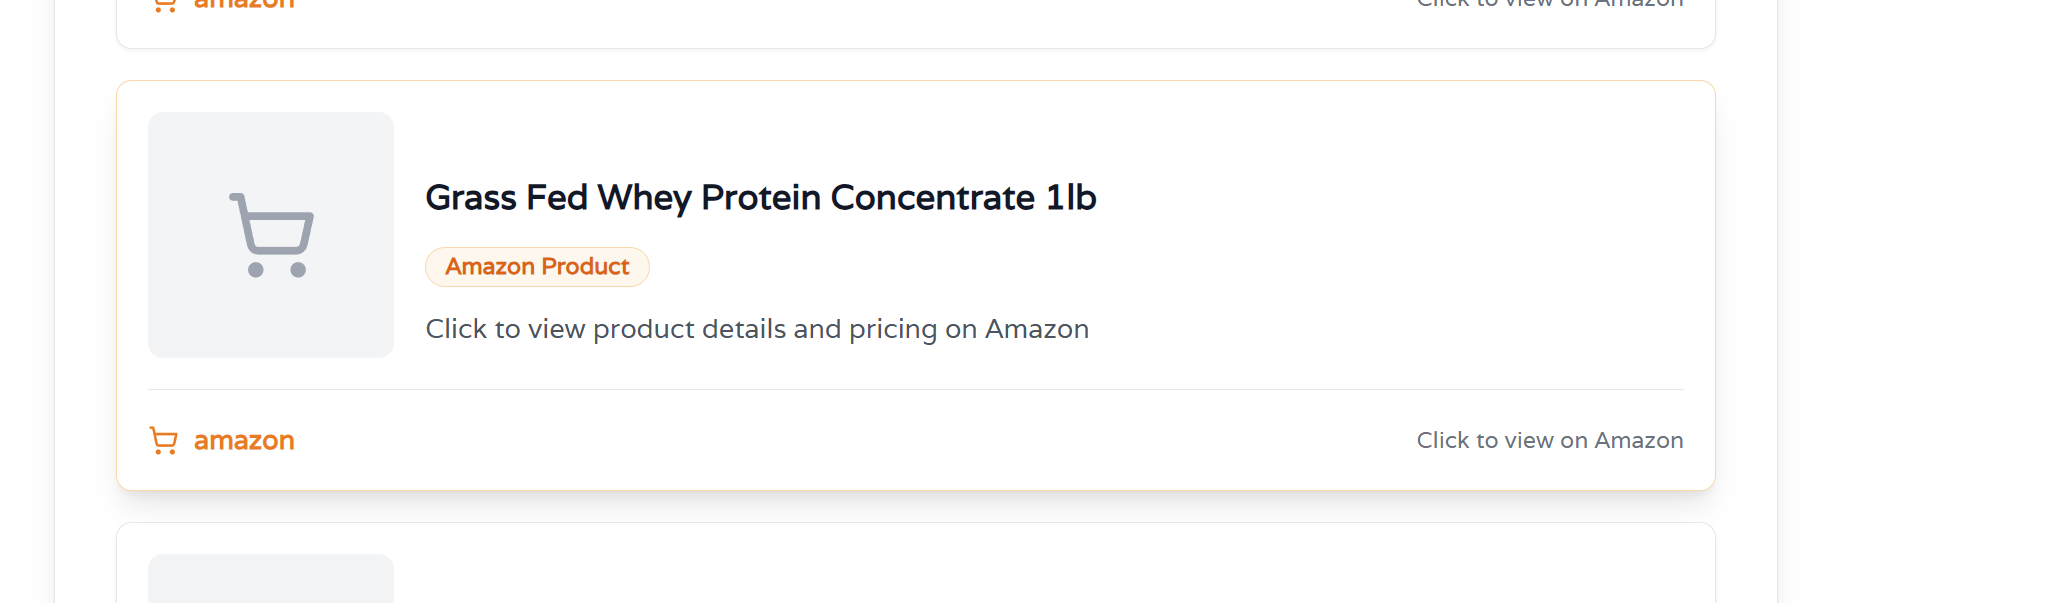 amazon
Click to view on Amazon
Grass Fed Whey Protein Concentrate 1lb
Amazon Product
Click to view product details and pricing on Amazon
amazon
Click to view on Amazon